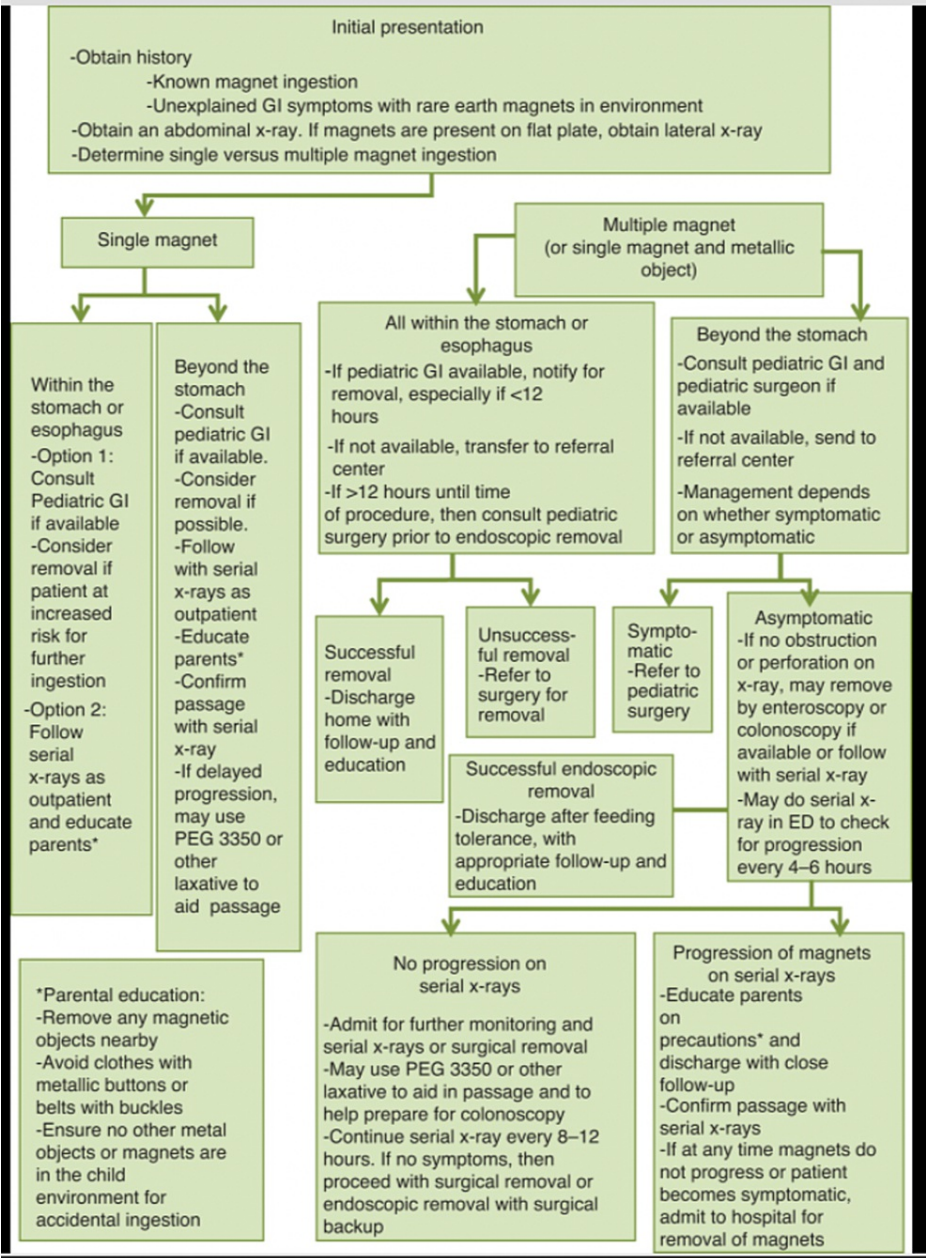 Initial presentation
-Obtain history
-Known magnet ingestion
-Unexplained GI symptoms with rare earth magnets in environment
-Obtain an abdominal x-ray. If magnets are present on flat plate, obtain lateral x-ray
-Determine single versus multiple magnet ingestion
Single magnet
Multiple magnet
(or single magnet and metallic
object)
Within the
stomach or
esophagus
-Option 1:
Consult
Pediatric GI
if available
-Consider
removal if
patient at
increased
risk for
further
ingestion
-Option 2:
Follow
serial
x-rays as
outpatient
and educate
parents*
Beyond the
stomach
-Consult
pediatric GI
if available.
-Consider
removal if
possible.
-Follow
with serial
x-rays as
outpatient
-Educate
parents*
-Confirm
passage
with serial
x-ray
-If delayed
progression,
may use
PEG 3350 or
other
laxative to
aid passage
All within the stomach or
esophagus
-If pediatric GI available, notify for
removal, especially if <12
hours
-If not available, transfer to referral
center
-If >12 hours until time
of procedure, then consult pediatric
surgery prior to endoscopic removal
Beyond the stomach
-Consult pediatric GI and
pediatric surgeon if
available
-If not available, send to
referral center
-Management depends
on whether symptomatic
or asymptomatic
Successful
removal
-Discharge
home with
follow-up and
education
Unsuccess-
ful removal
-Refer to
surgery for
removal
Sympto-
matic
-Refer to
pediatric
surgery
Asymptomatic
-If no obstruction
or perforation on
x-ray, may remove
by enteroscopy or
colonoscopy if
available or follow
with serial x-ray
-May do serial x-
ray in ED to check
for progression
every 4–6 hours
Successful endoscopic
removal
-Discharge after feeding
tolerance, with
appropriate follow-up and
education
No progression on
serial x-rays
-Admit for further monitoring and
serial x-rays or surgical removal
-May use PEG 3350 or other
laxative to aid in passage and to
help prepare for colonoscopy
-Continue serial x-ray every 8–12
hours. If no symptoms, then
proceed with surgical removal or
endoscopic removal with surgical
backup
Progression of magnets
on serial x-rays
-Educate parents
on
precautions* and
discharge with close
follow-up
-Confirm passage with
serial x-rays
-If at any time magnets do
not progress or patient
becomes symptomatic,
admit to hospital for
removal of magnets
*Parental education:
-Remove any magnetic
objects nearby
-Avoid clothes with
metallic buttons or
belts with buckles
-Ensure no other metal
objects or magnets are
in the child
environment for
accidental ingestion